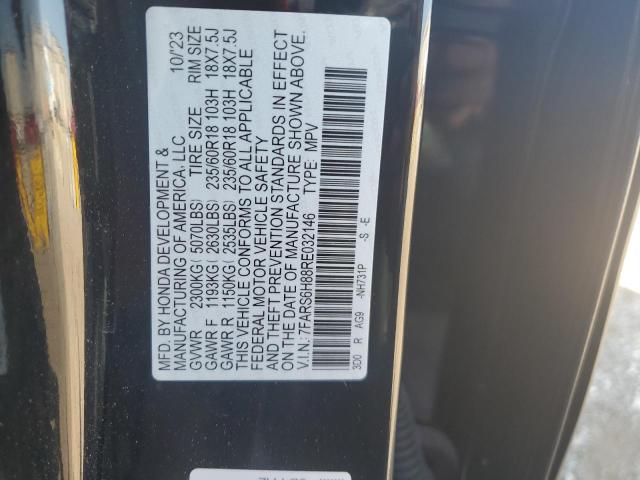 MFD. BY HONDA DEVELOPMENT & 10/'23
MANUFACTURING OF AMERICA, LLC
GVWR 2300KG( 5070LBS) TIRE SIZE RIM SIZE
GAWR F 1193KG( 2630LBS) 235/60R18 103H 18X7.5J
GAWR R 1150KG( 2535LBS) 235/60R18 103H 18X7.5J
THIS VEHICLE CONFORMS TO ALL APPLICABLE
FEDERAL MOTOR VEHICLE SAFETY
AND THEFT PREVENTION STANDARDS IN EFFECT
ON THE DATE OF MANUFACTURE SHOWN ABOVE.
V.I.N.: 7FARS6H88RE032146 TYPE: MPV
3D0 R AG9 -NH731P -S -E